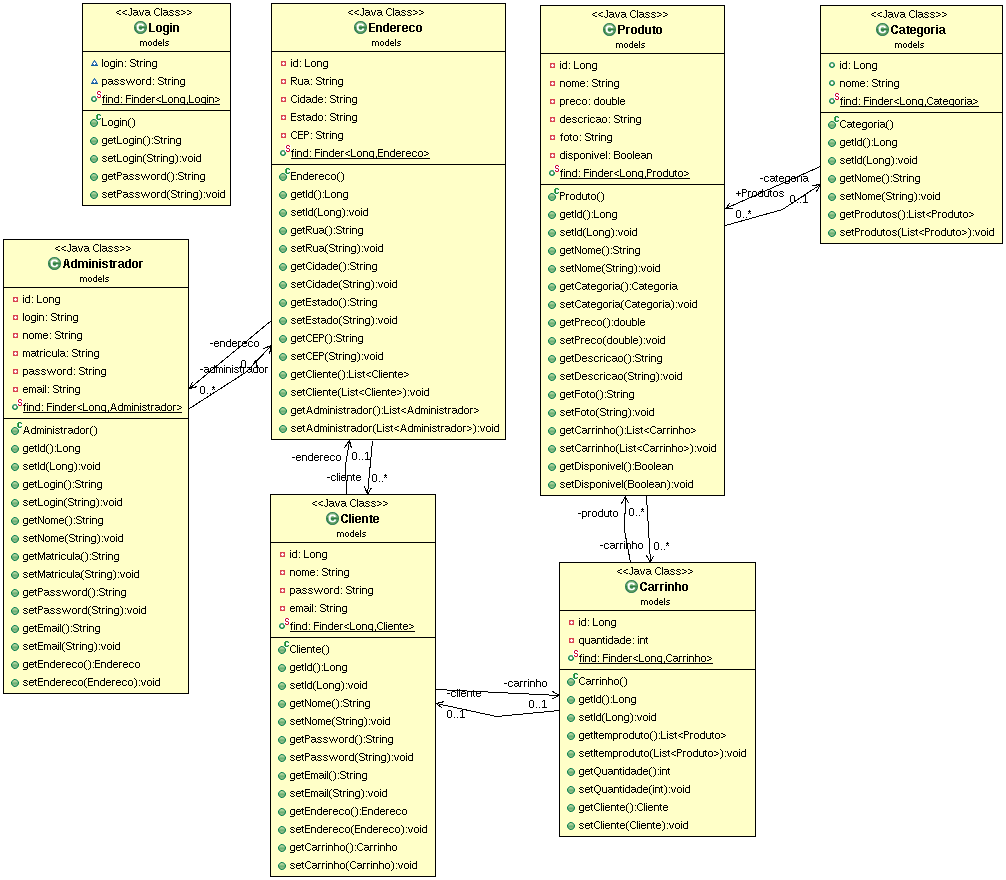 <<Java Class>>
Login
models
login: String
password: String
find: Finder<Long,Login>
Login()
getLogin():String
setLogin(String):void
getPassword():String
setPassword(String):void
<<Java Class>>
Endereco
models
id: Long
Rua: String
Cidade: String
Estado: String
CEP: String
find: Finder<Long,Endereco>
Endereco()
getId():Long
setId(Long):void
getRua():String
setRua(String):void
getCidade():String
setCidade(String):void
getEstado():String
setEstado(String):void
getCEP():String
setCEP(String):void
getCliente():List<Cliente>
setCliente(List<Cliente>):void
getAdministrador():List<Administrador>
setAdministrador(List<Administrador>):void
<<Java Class>>
Produto
models
id: Long
nome: String
preco: double
descricao: String
foto: String
disponivel: Boolean
find: Finder<Long,Produto>
Produto()
getId():Long
setId(Long):void
getNome():String
setNome(String):void
getCategoria():Categoria
setCategoria(Categoria):void
getPreco():double
setPreco(double):void
getDescricao():String
setDescricao(String):void
getFoto():String
setFoto(String):void
getCarrinho():List<Carrinho>
setCarrinho(List<Carrinho>):void
getDisponivel():Boolean
setDisponivel(Boolean):void
<<Java Class>>
Categoria
models
id: Long
nome: String
find: Finder<Long,Categoria>
Categoria()
getId():Long
setId(Long):void
getNome():String
setNome(String):void
getProdutos():List<Produto>
setProdutos(List<Produto>):void
-categoria
+Produtos
0..1
0..*
<<Java Class>>
Administrador
models
id: Long
login: String
nome: String
matricula: String
password: String
email: String
find: Finder<Long,Administrador>
Administrador()
getId():Long
setId(Long):void
getLogin():String
setLogin(String):void
getNome():String
setNome(String):void
getMatricula():String
setMatricula(String):void
getPassword():String
setPassword(String):void
getEmail():String
setEmail(String):void
getEndereco():Endereco
setEndereco(Endereco):void
-endereco
0..1
-administrador
0..*
-endereco
0..1
-cliente
0..*
<<Java Class>>
Cliente
models
id: Long
nome: String
password: String
email: String
find: Finder<Long,Cliente>
Cliente()
getId():Long
setId(Long):void
getNome():String
setNome(String):void
getPassword():String
setPassword(String):void
getEmail():String
setEmail(String):void
getEndereco():Endereco
setEndereco(Endereco):void
getCarrinho():Carrinho
setCarrinho(Carrinho):void
-carrinho
-cliente
0..1
0..1
-produto
0..*
-carrinho
0..*
<<Java Class>>
Carrinho
models
id: Long
quantidade: int
find: Finder<Long,Carrinho>
Carrinho()
getId():Long
setId(Long):void
getItemproduto():List<Produto>
setItemproduto(List<Produto>):void
getQuantidade():int
setQuantidade(int):void
getCliente():Cliente
setCliente(Cliente):void